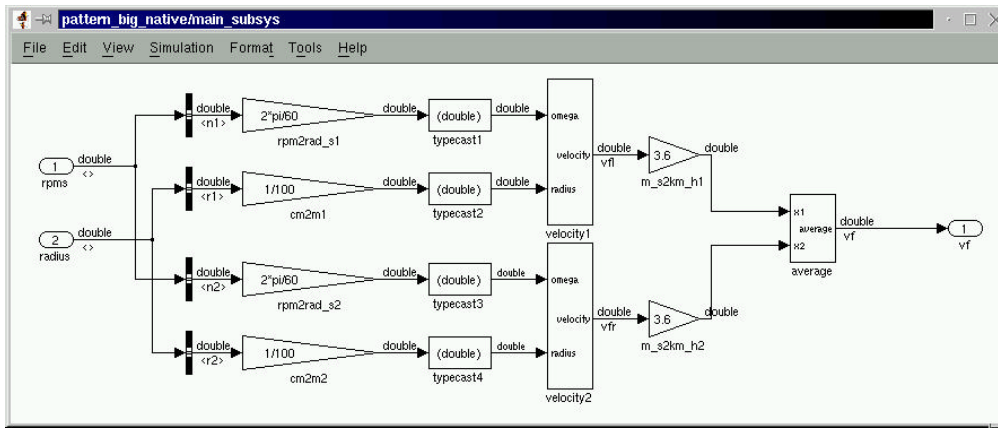 pattern_big_native/main_subsys
File Edit View Simulation Format Tools Help
double
<n1>
2*pi/60
rpm2rad_s1
double
(double)
typecast1
double
omega
velocity
radius
velocity1
double
vfl
3.6
m_s2km_h1
double
1
rpms
double
<>
double
<r1>
1/100
cm2m1
double
(double)
typecast2
double
2
radius
double
<>
x1
average
x2
average
double
vf
1
vf
double
<n2>
2*pi/60
rpm2rad_s2
double
(double)
typecast3
double
omega
velocity
radius
velocity2
double
vfr
3.6
m_s2km_h2
double
double
<r2>
1/100
cm2m2
double
(double)
typecast4
double